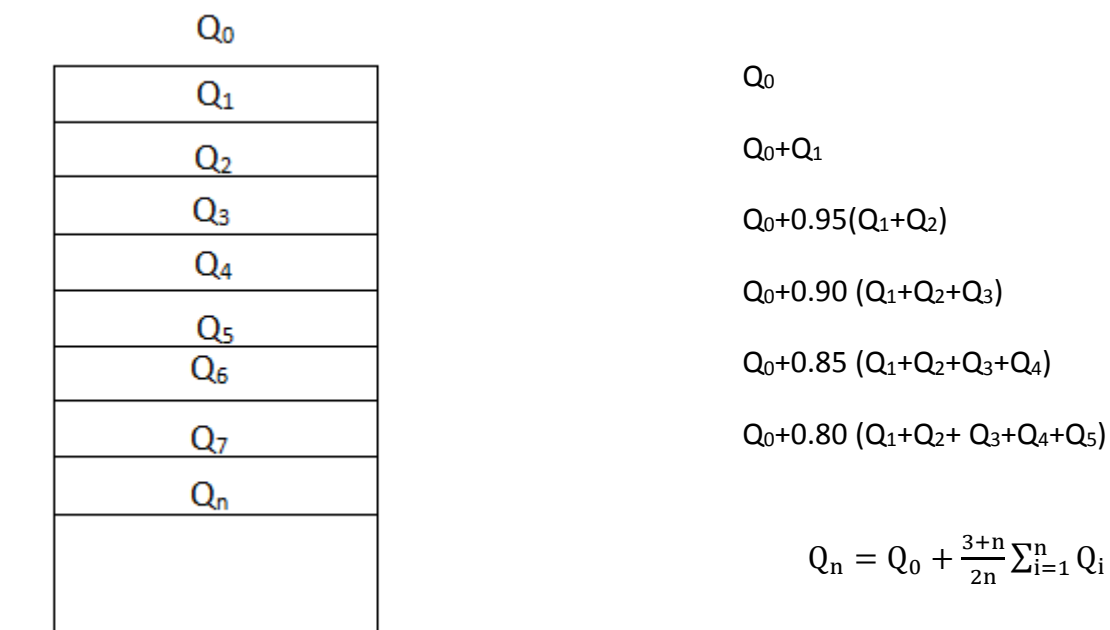 Q₀
Q₁
Q₂
Q₃
Q₄
Q₅
Q₆
Q₇
Qₙ
Q₀
Q₀+Q₁
Q₀+0.95(Q₁+Q₂)
Q₀+0.90 (Q₁+Q₂+Q₃)
Q₀+0.85 (Q₁+Q₂+Q₃+Q₄)
Q₀+0.80 (Q₁+Q₂+ Q₃+Q₄+Q₅)
Qₙ = Q₀ + \frac{3+n}{2n} \sum_{i=1}^{n} Qᵢ